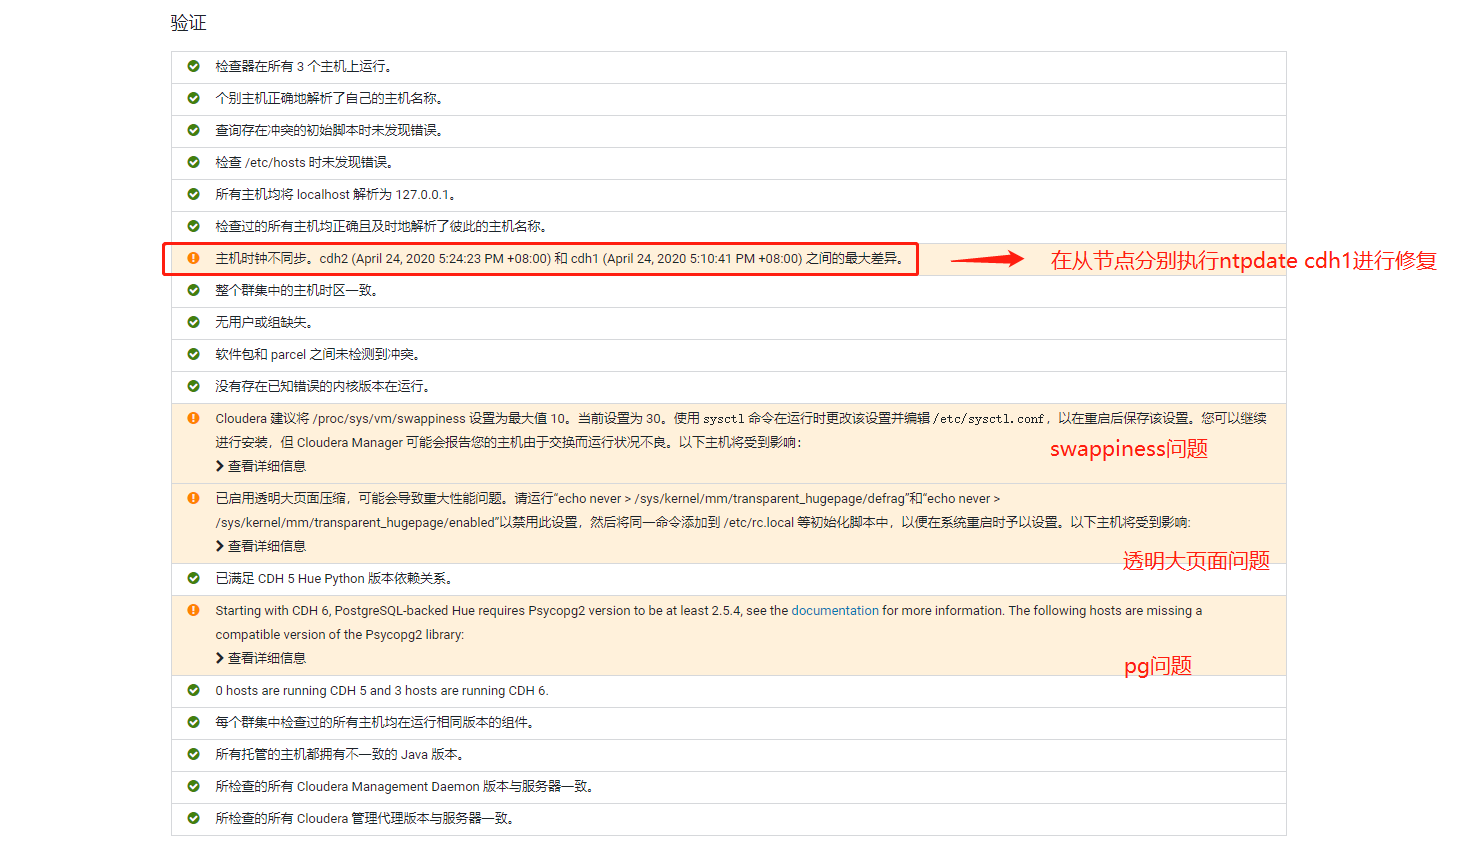 验证
检查器在所有 3 个主机上运行。
个别主机正确地解析了自己的主机名称。
查询存在冲突的初始脚本时未发现错误。
检查 /etc/hosts 时未发现错误。
所有主机均将 localhost 解析为 127.0.0.1。
检查过的所有主机均正确且及时地解析了彼此的主机名称。
主机时钟不同步。cdh2 (April 24, 2020 5:24:23 PM +08:00) 和 cdh1 (April 24, 2020 5:10:41 PM +08:00) 之间的最大差异。
在从节点分别执行ntpdate cdh1进行修复
整个群集中的主机时区一致。
无用户或组缺失。
软件包和 parcel 之间未检测到冲突。
没有存在已知错误的内核版本在运行。
Cloudera 建议将 /proc/sys/vm/swappiness 设置为最大值 10。当前设置为 30。使用 sysctl 命令在运行时更改该设置并编辑 /etc/sysctl.conf，以在重启后保存该设置。您可以继续
进行安装，但 Cloudera Manager 可能会报告您的主机由于交换而运行状况不良。以下主机将受到影响：
swappiness问题
查看详细信息
已启用透明大页面压缩，可能会导致重大性能问题。请运行“echo never > /sys/kernel/mm/transparent_hugepage/defrag”和“echo never >
/sys/kernel/mm/transparent_hugepage/enabled”以禁用此设置，然后将同一命令添加到 /etc/rc.local 等初始化脚本中，以便在系统重启时予以设置。以下主机将受到影响:
查看详细信息
透明大页面问题
已满足 CDH 5 Hue Python 版本依赖关系。
Starting with CDH 6, PostgreSQL-backed Hue requires Psycopg2 version to be at least 2.5.4, see the documentation for more information. The following hosts are missing a
compatible version of the Psycopg2 library:
查看详细信息
pg问题
0 hosts are running CDH 5 and 3 hosts are running CDH 6.
每个群集中检查过的所有主机均在运行相同版本的组件。
所有托管的主机都拥有不一致的 Java 版本。
所检查的所有 Cloudera Management Daemon 版本与服务器一致。
所检查的所有 Cloudera 管理代理版本与服务器一致。